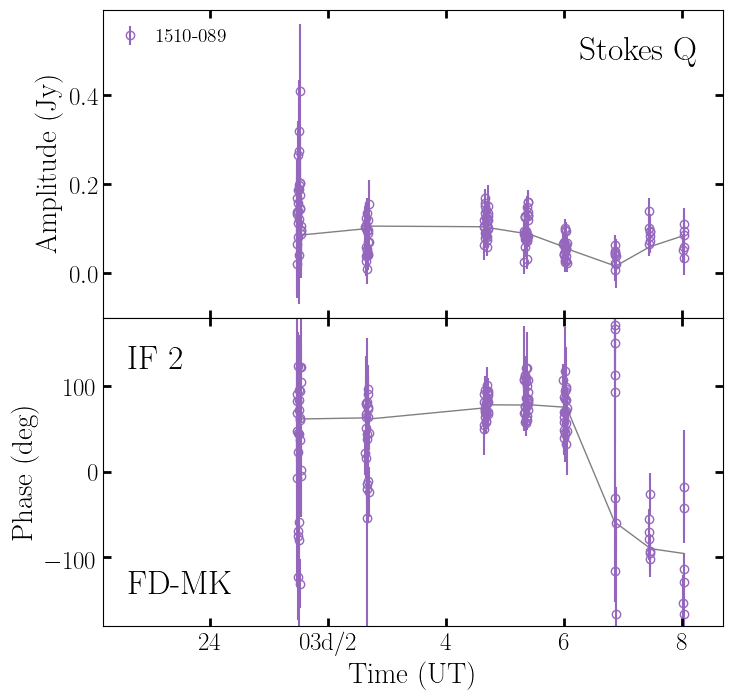 1510-089
Stokes Q
Amplitude (Jy)
0.4
0.2
0.0
IF 2
Phase (deg)
100
0
−100
FD-MK
24 03d/2 4 6 8
Time (UT)